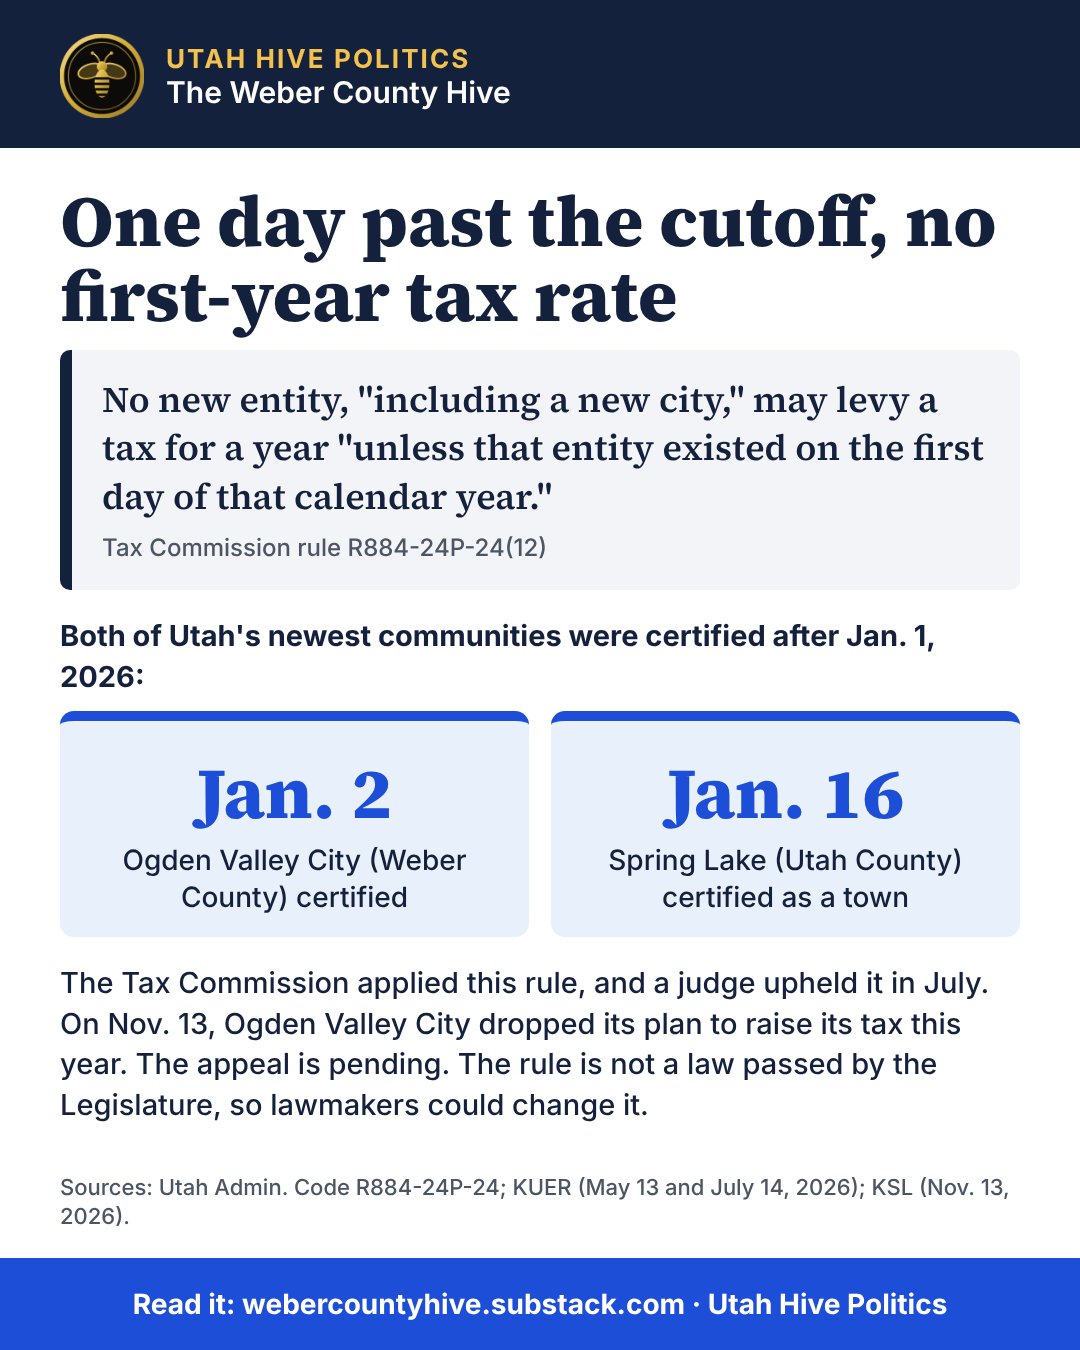 UTAH HIVE POLITICS
The Weber County Hive
One day past the cutoff, no
first-year tax rate
No new entity, "including a new city," may levy a
tax for a year "unless that entity existed on the first
day of that calendar year."
Tax Commission rule R884-24P-24(12)
Both of Utah's newest communities were certified after Jan. 1,
2026:
Jan. 2
Ogden Valley City (Weber
County) certified
Jan. 16
Spring Lake (Utah County)
certified as a town
The Tax Commission applied this rule, and a judge upheld it in July.
On Nov. 13, Ogden Valley City dropped its plan to raise its tax this
year. The appeal is pending. The rule is not a law passed by the
Legislature, so lawmakers could change it.
Sources: Utah Admin. Code R884-24P-24; KUER (May 13 and July 14, 2026); KSL (Nov. 13,
2026).
Read it: webercountyhive.substack.com · Utah Hive Politics